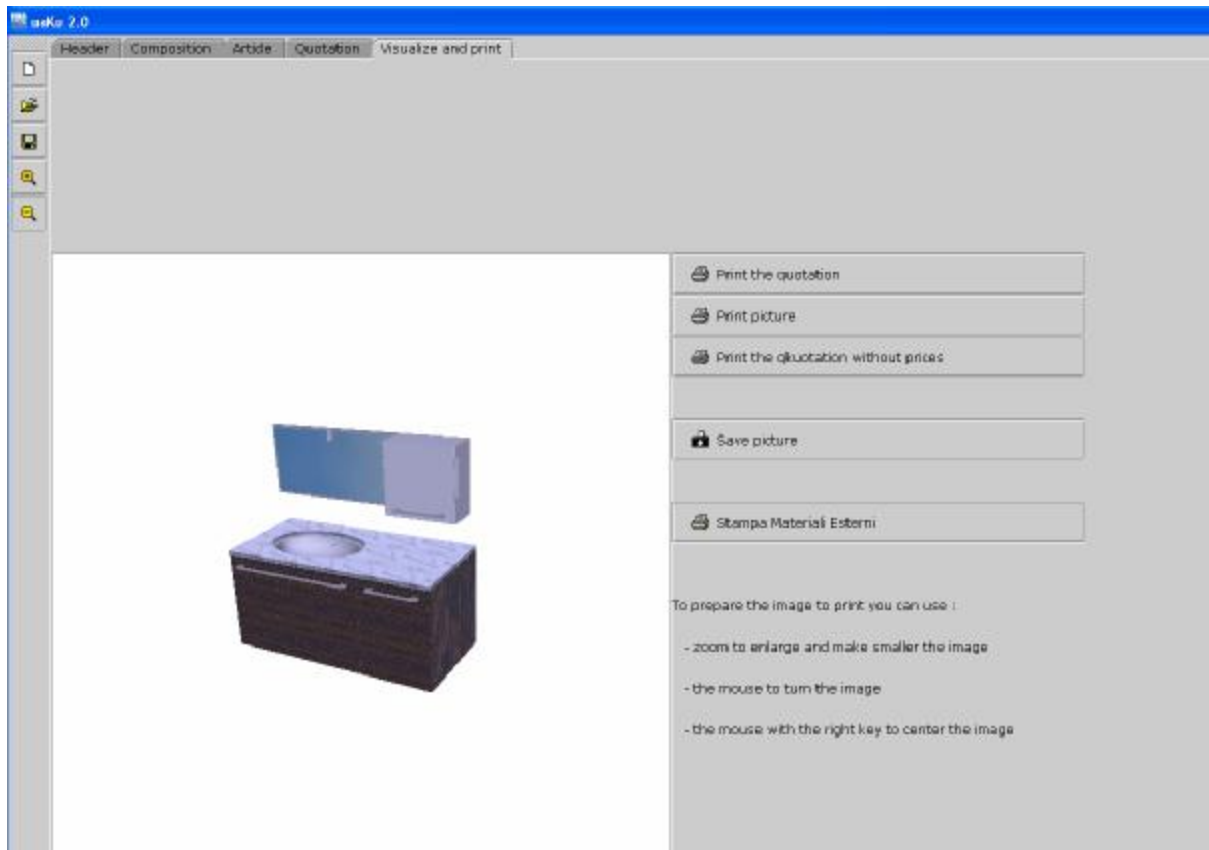 2.0
Header Composition Article Quotation Visualize and print
Print the quotation
Print picture
Print the qkuotation without prices
Save picture
Stampa Materiali Esterni
To prepare the image to print you can use :
- zoom to enlarge and make smaller the image
- the mouse to turn the image
- the mouse with the right key to center the image